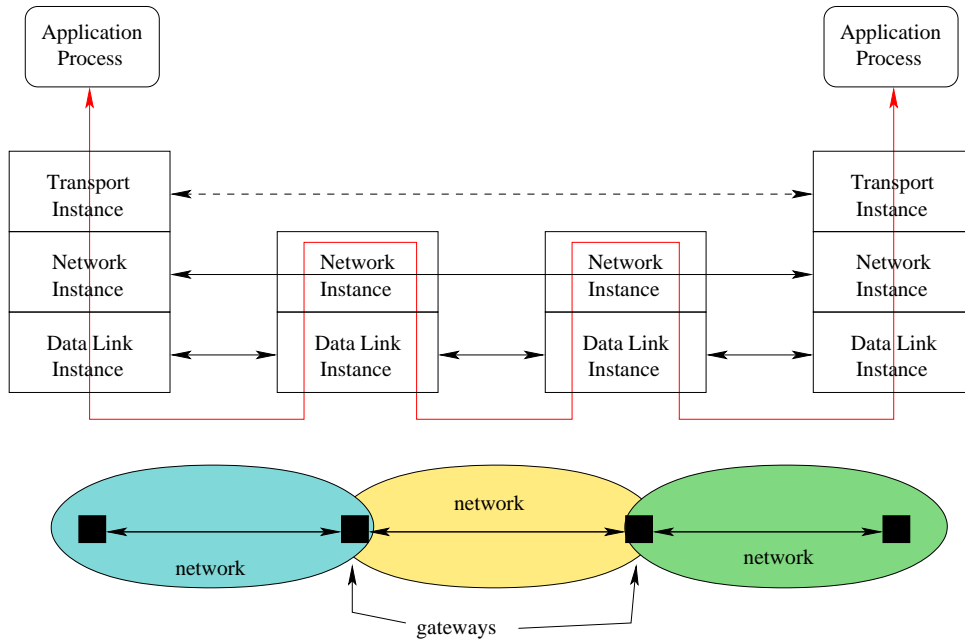 Application
Process
Application
Process
Transport
Instance
Transport
Instance
Network
Instance
Network
Instance
Network
Instance
Network
Instance
Data Link
Instance
Data Link
Instance
Data Link
Instance
Data Link
Instance
network
network
network
gateways